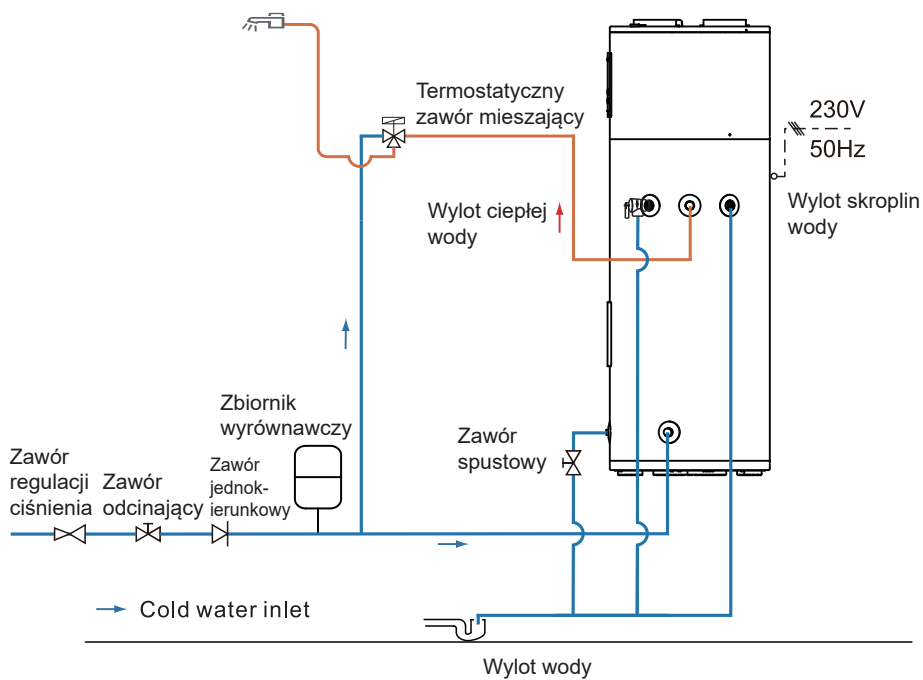 Termostatyczny
zawór mieszający
230V
50Hz
Wylot ciepłej
wody
Wylot skroplin
wody
Zbiornik
wyrównawczy
Zawór
spustowy
Zawór
regulacji
ciśnienia
Zawór
odcinający
Zawór
jednok-
ierunkowy
Cold water inlet
Wylot wody